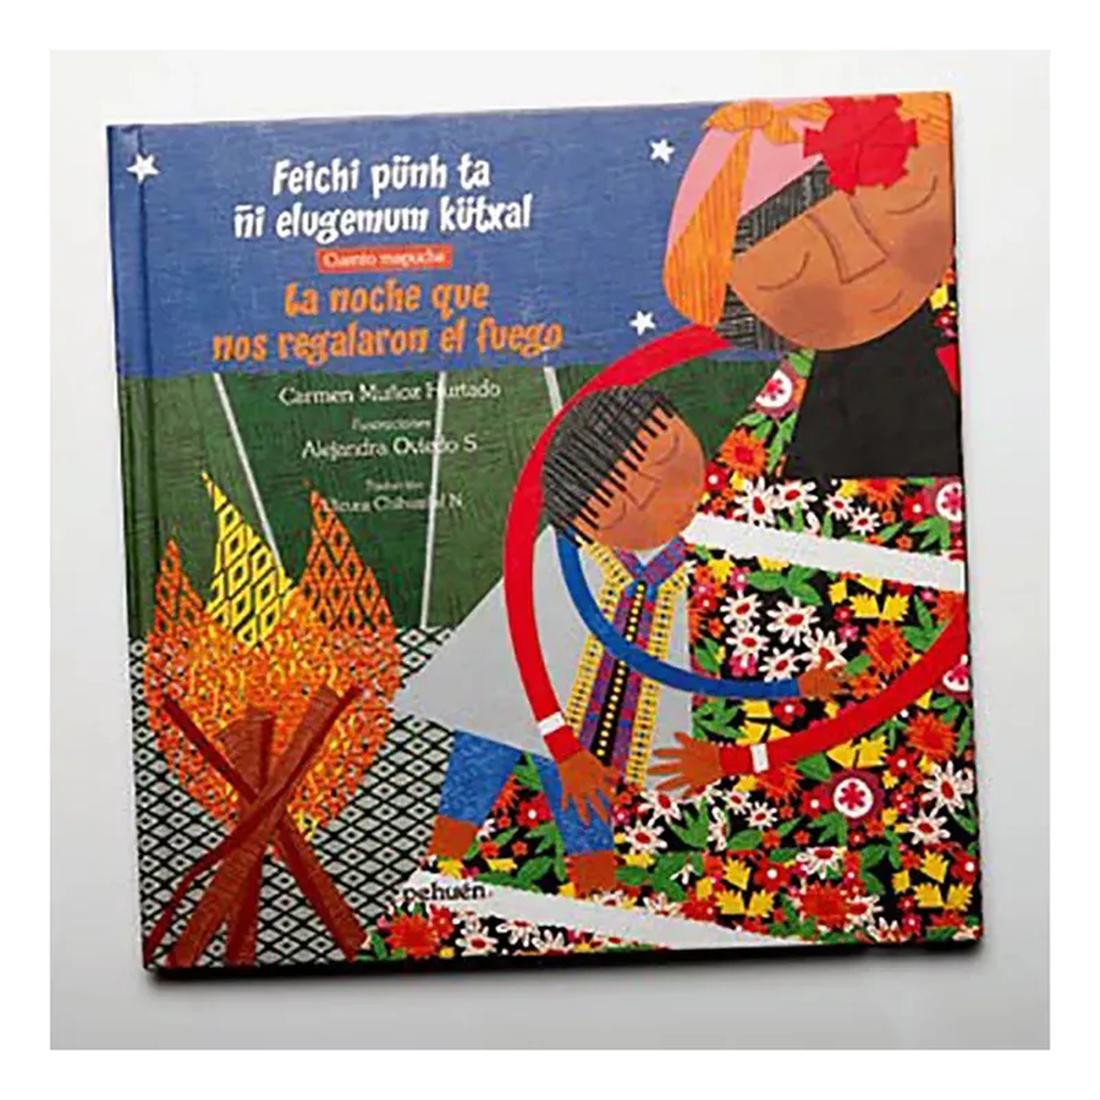 Feichi pünh ta
ñi elugemum kütxal
Cuento mapuche
La noche que
nos regalaron el fuego
Carmen Muñoz Hurtado
Ilustraciones
Alejandra Oviedo S
Traducción
N
pehuén